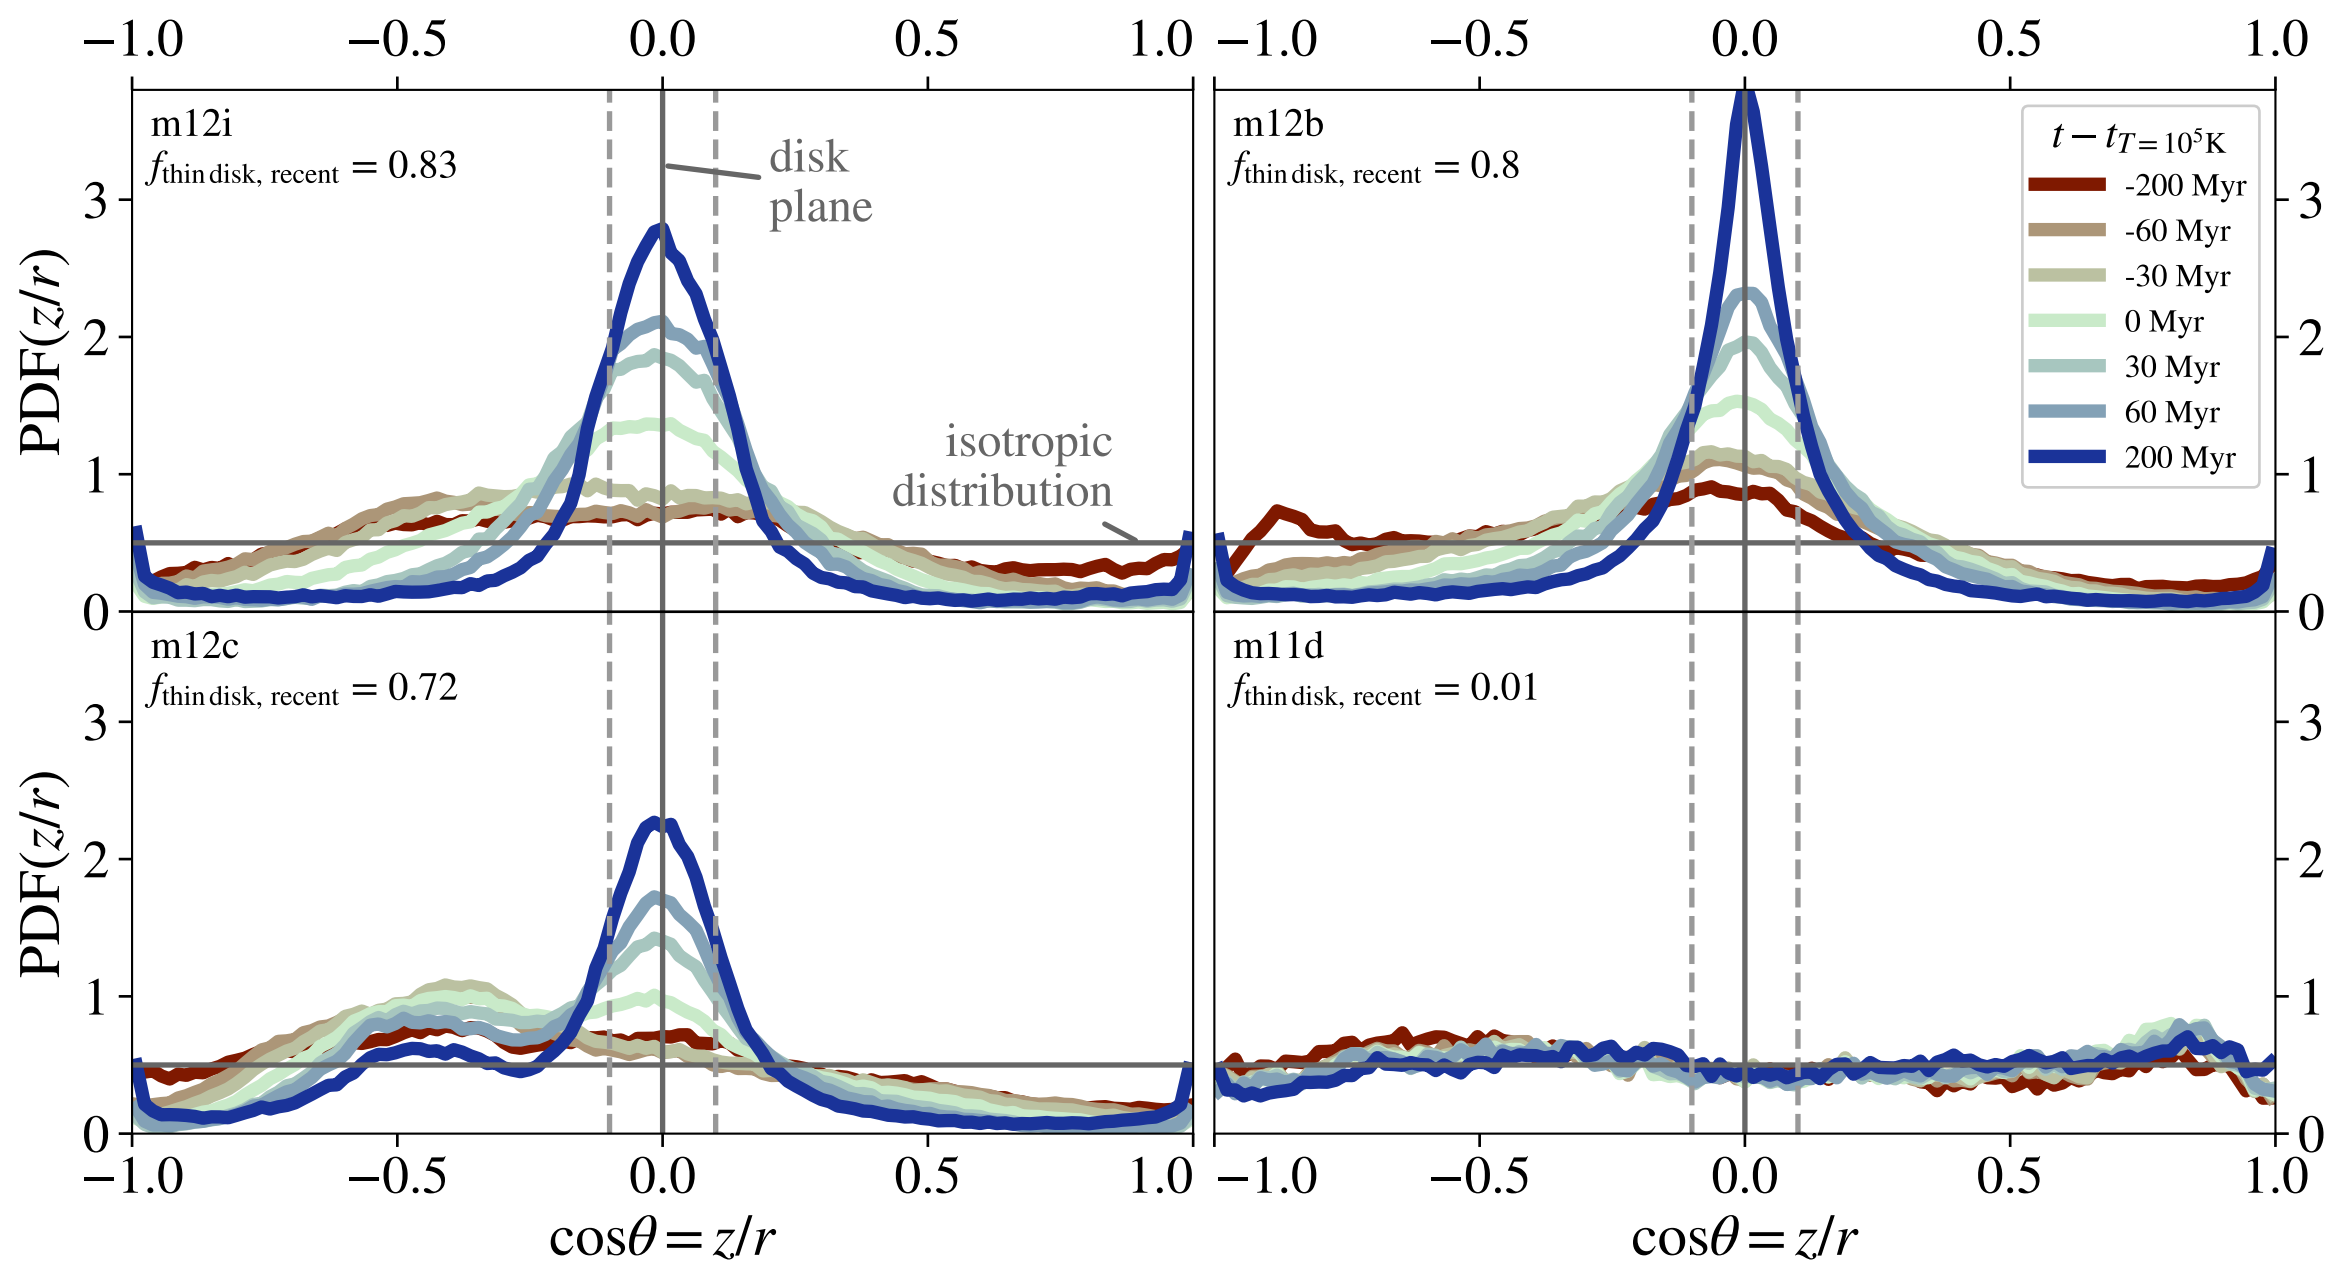 −1.0 −0.5 0.0 0.5 1.0 −1.0 −0.5 0.0 0.5 1.0
m12i
f_thin disk, recent = 0.83
disk
plane
isotropic
distribution
PDF(z/r)
3
2
1
0
m12b
f_thin disk, recent = 0.8
t − t_{T=10^5K}
-200 Myr
-60 Myr
-30 Myr
0 Myr
30 Myr
60 Myr
200 Myr
3
2
1
0
m12c
f_thin disk, recent = 0.72
PDF(z/r)
3
2
1
0
m11d
f_thin disk, recent = 0.01
3
2
1
0
−1.0 −0.5 0.0 0.5 1.0 −1.0 −0.5 0.0 0.5 1.0
cosθ = z/r
cosθ = z/r